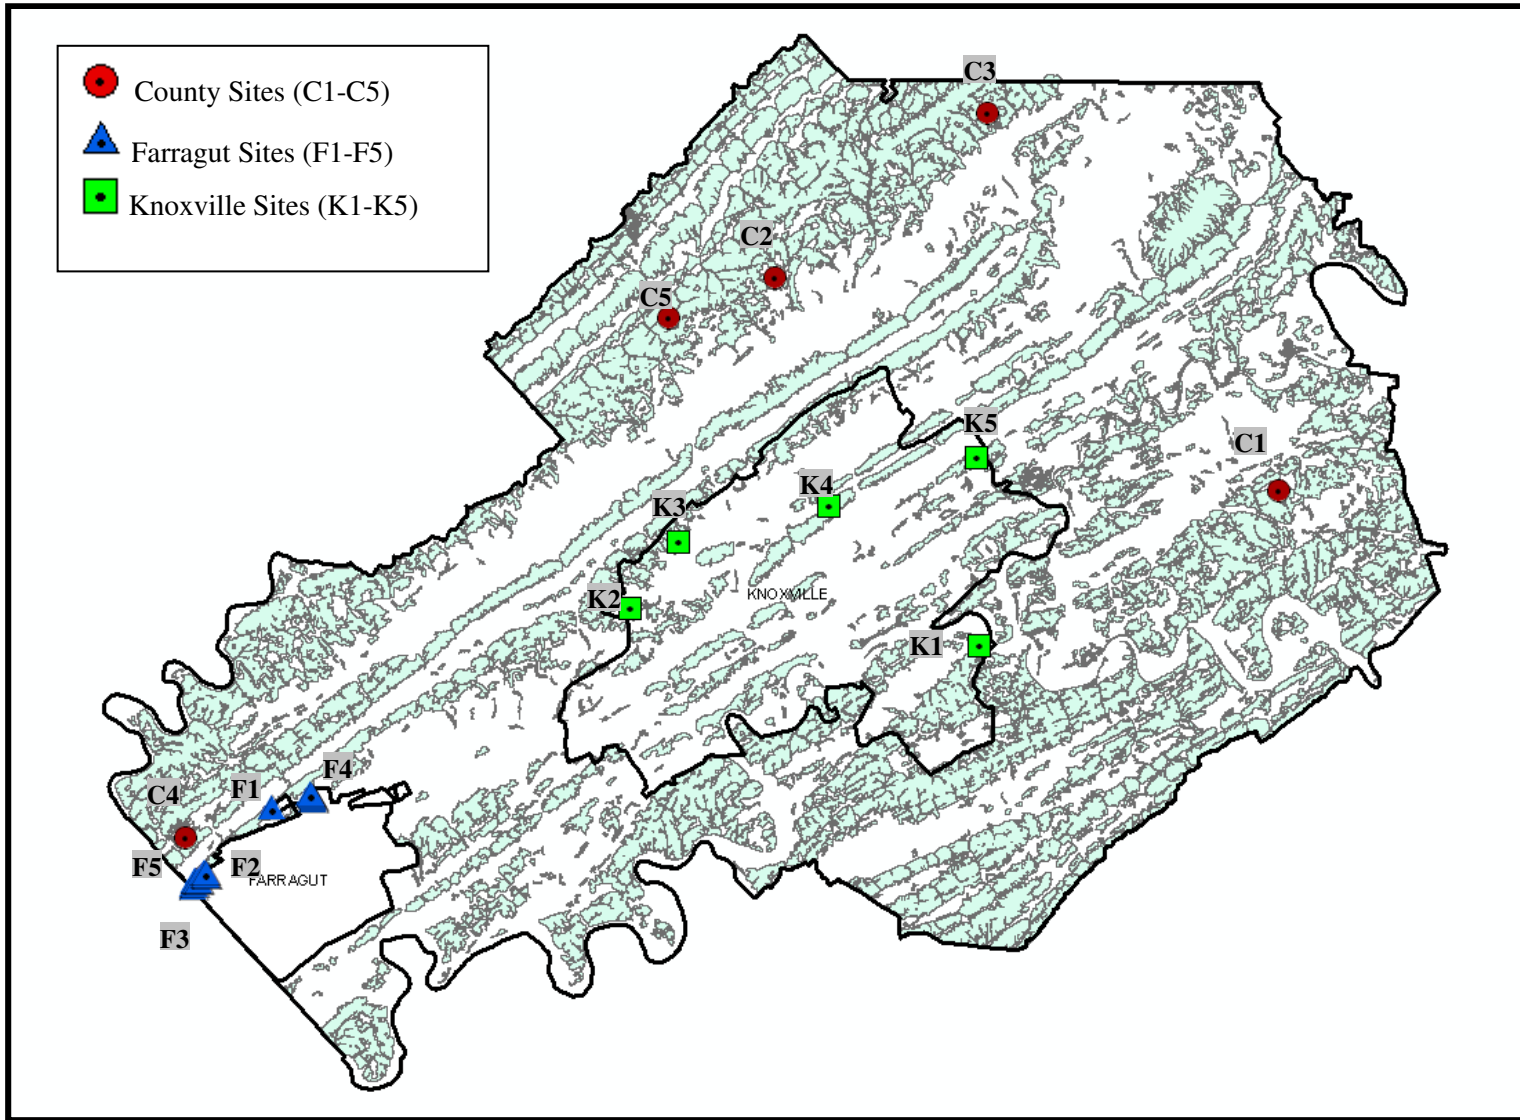 County Sites (C1-C5)
Farragut Sites (F1-F5)
Knoxville Sites (K1-K5)
C3
C2
C5
K5
C1
K4
K3
KNOXVILLE
K2
K1
F4
F1
C4
F5
F2
FARRAGUT
F3